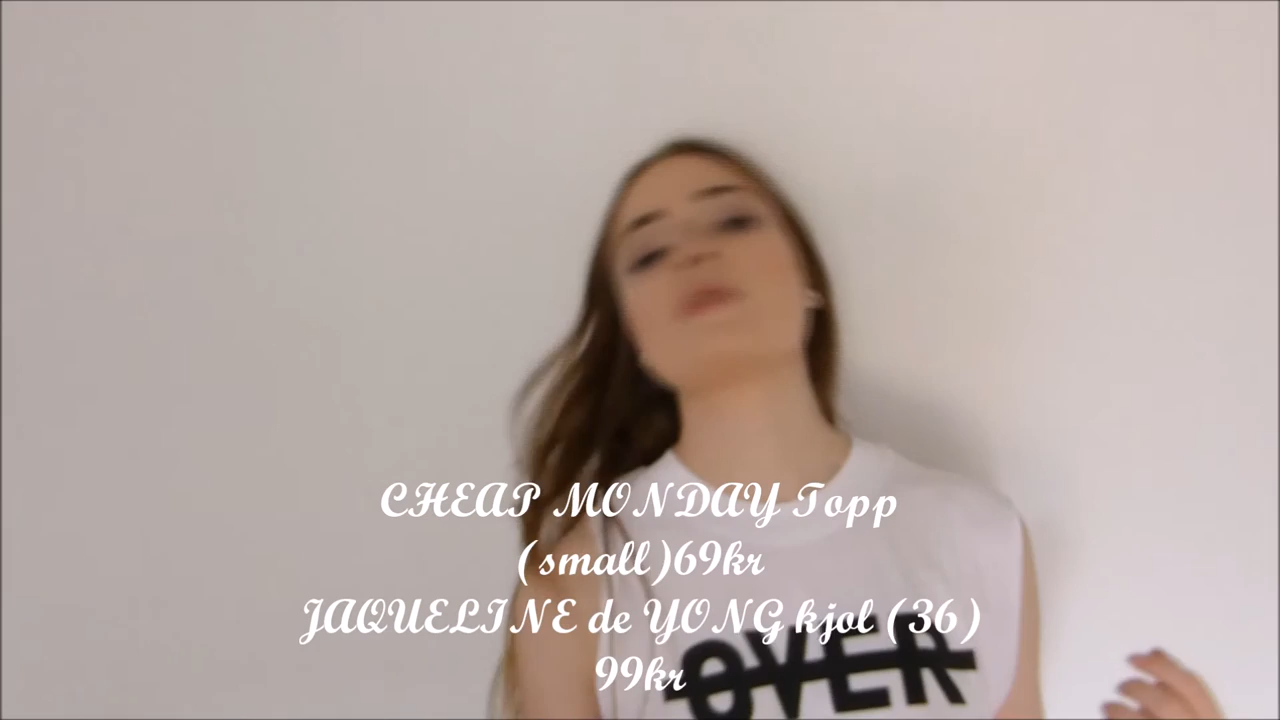 CHEAP MONDAY Topp
(small)69kr
JAQUELINE de YONG kjol (36)
99kr
OVER